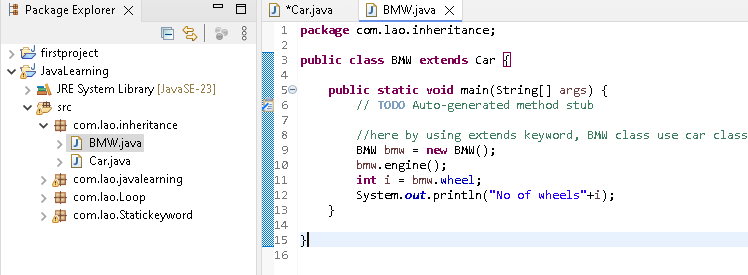 Package Explorer
firstproject
JavaLearning
JRE System Library [JavaSE-23]
src
com.lao.inheritance
BMW.java
Car.java
com.lao.javalearning
com.lao.Loop
com.lao.Statickeyword
*Car.java
BMW.java
1 package com.lao.inheritance;
2
3 public class BMW extends Car {
4
5 public static void main(String[] args) {
6 // TODO Auto-generated method stub
7
8 //here by using extends keyword, BMW class use car class
9 BMW bmw = new BMW();
10 bmw.engine();
11 int i = bmw.wheel;
12 System.out.println("No of wheels"+i);
13 }
14
15 }
16